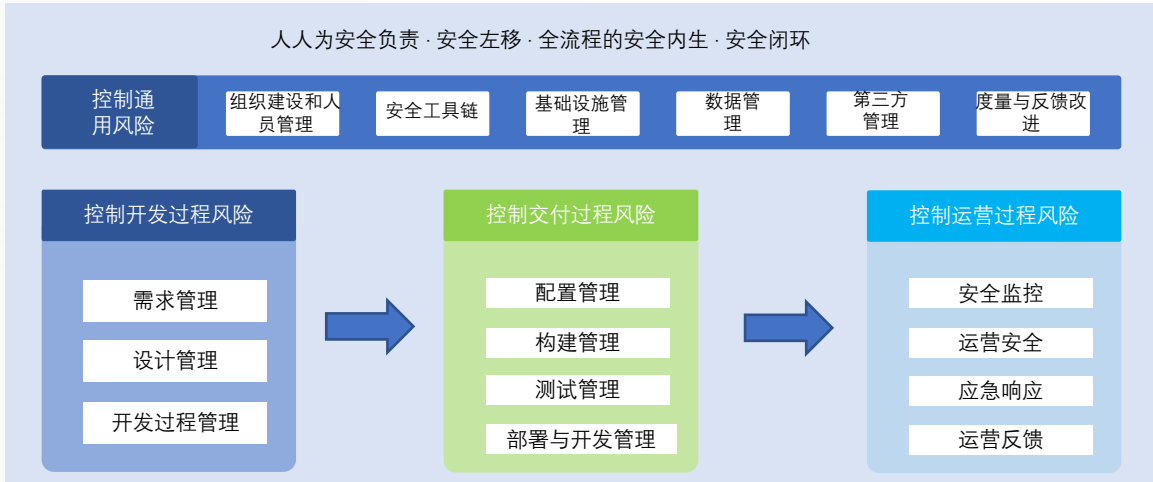 人人为安全负责 · 安全左移 · 全流程的安全内生 · 安全闭环
控制通
用风险
组织建设和人
员管理
安全工具链
基础设施管
理
数据管
理
第三方
管理
度量与反馈改
进
控制开发过程风险
需求管理
设计管理
开发过程管理
控制交付过程风险
配置管理
构建管理
测试管理
部署与开发管理
控制运营过程风险
安全监控
运营安全
应急响应
运营反馈